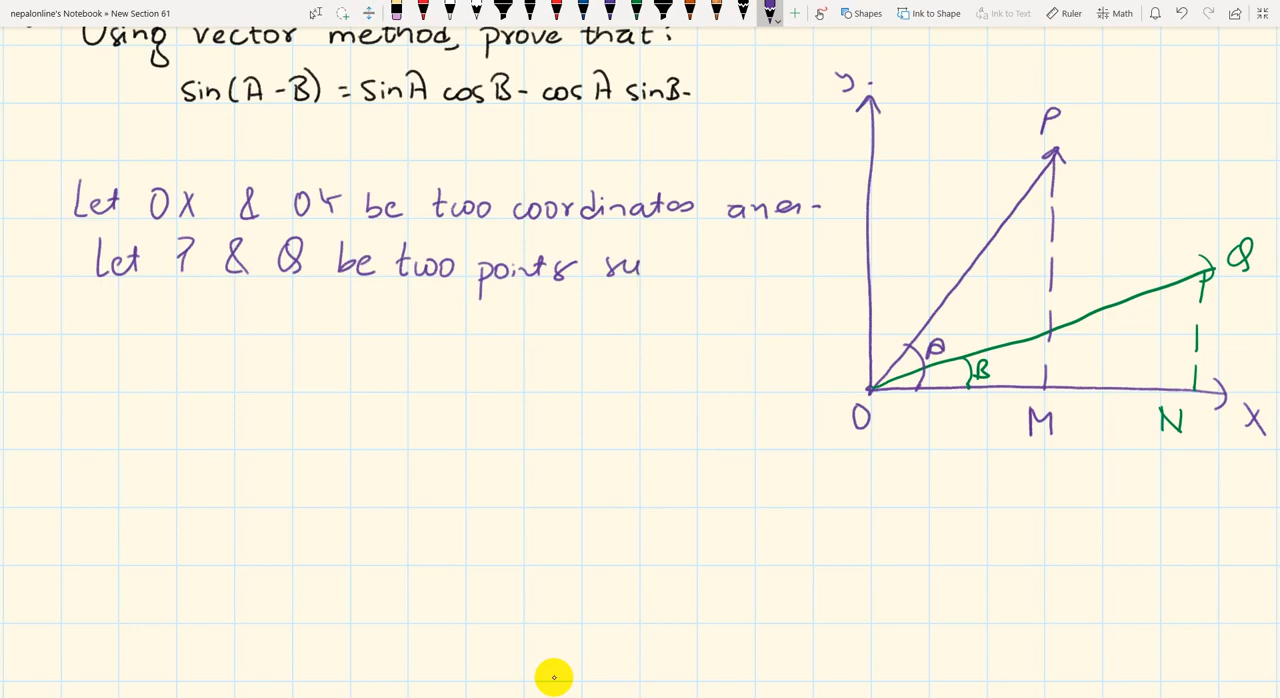 nepalonline's Notebook » New Section 61
Shapes Ink to Shape Ink to Text Ruler Math
Using vector method, prove that:
sin(A-B) = sinA cosB - cosA sinB.
Let OX & OY be two coordinates axes.
Let P & Q be two points su
y
P
Q
A
B
O
M
N
X